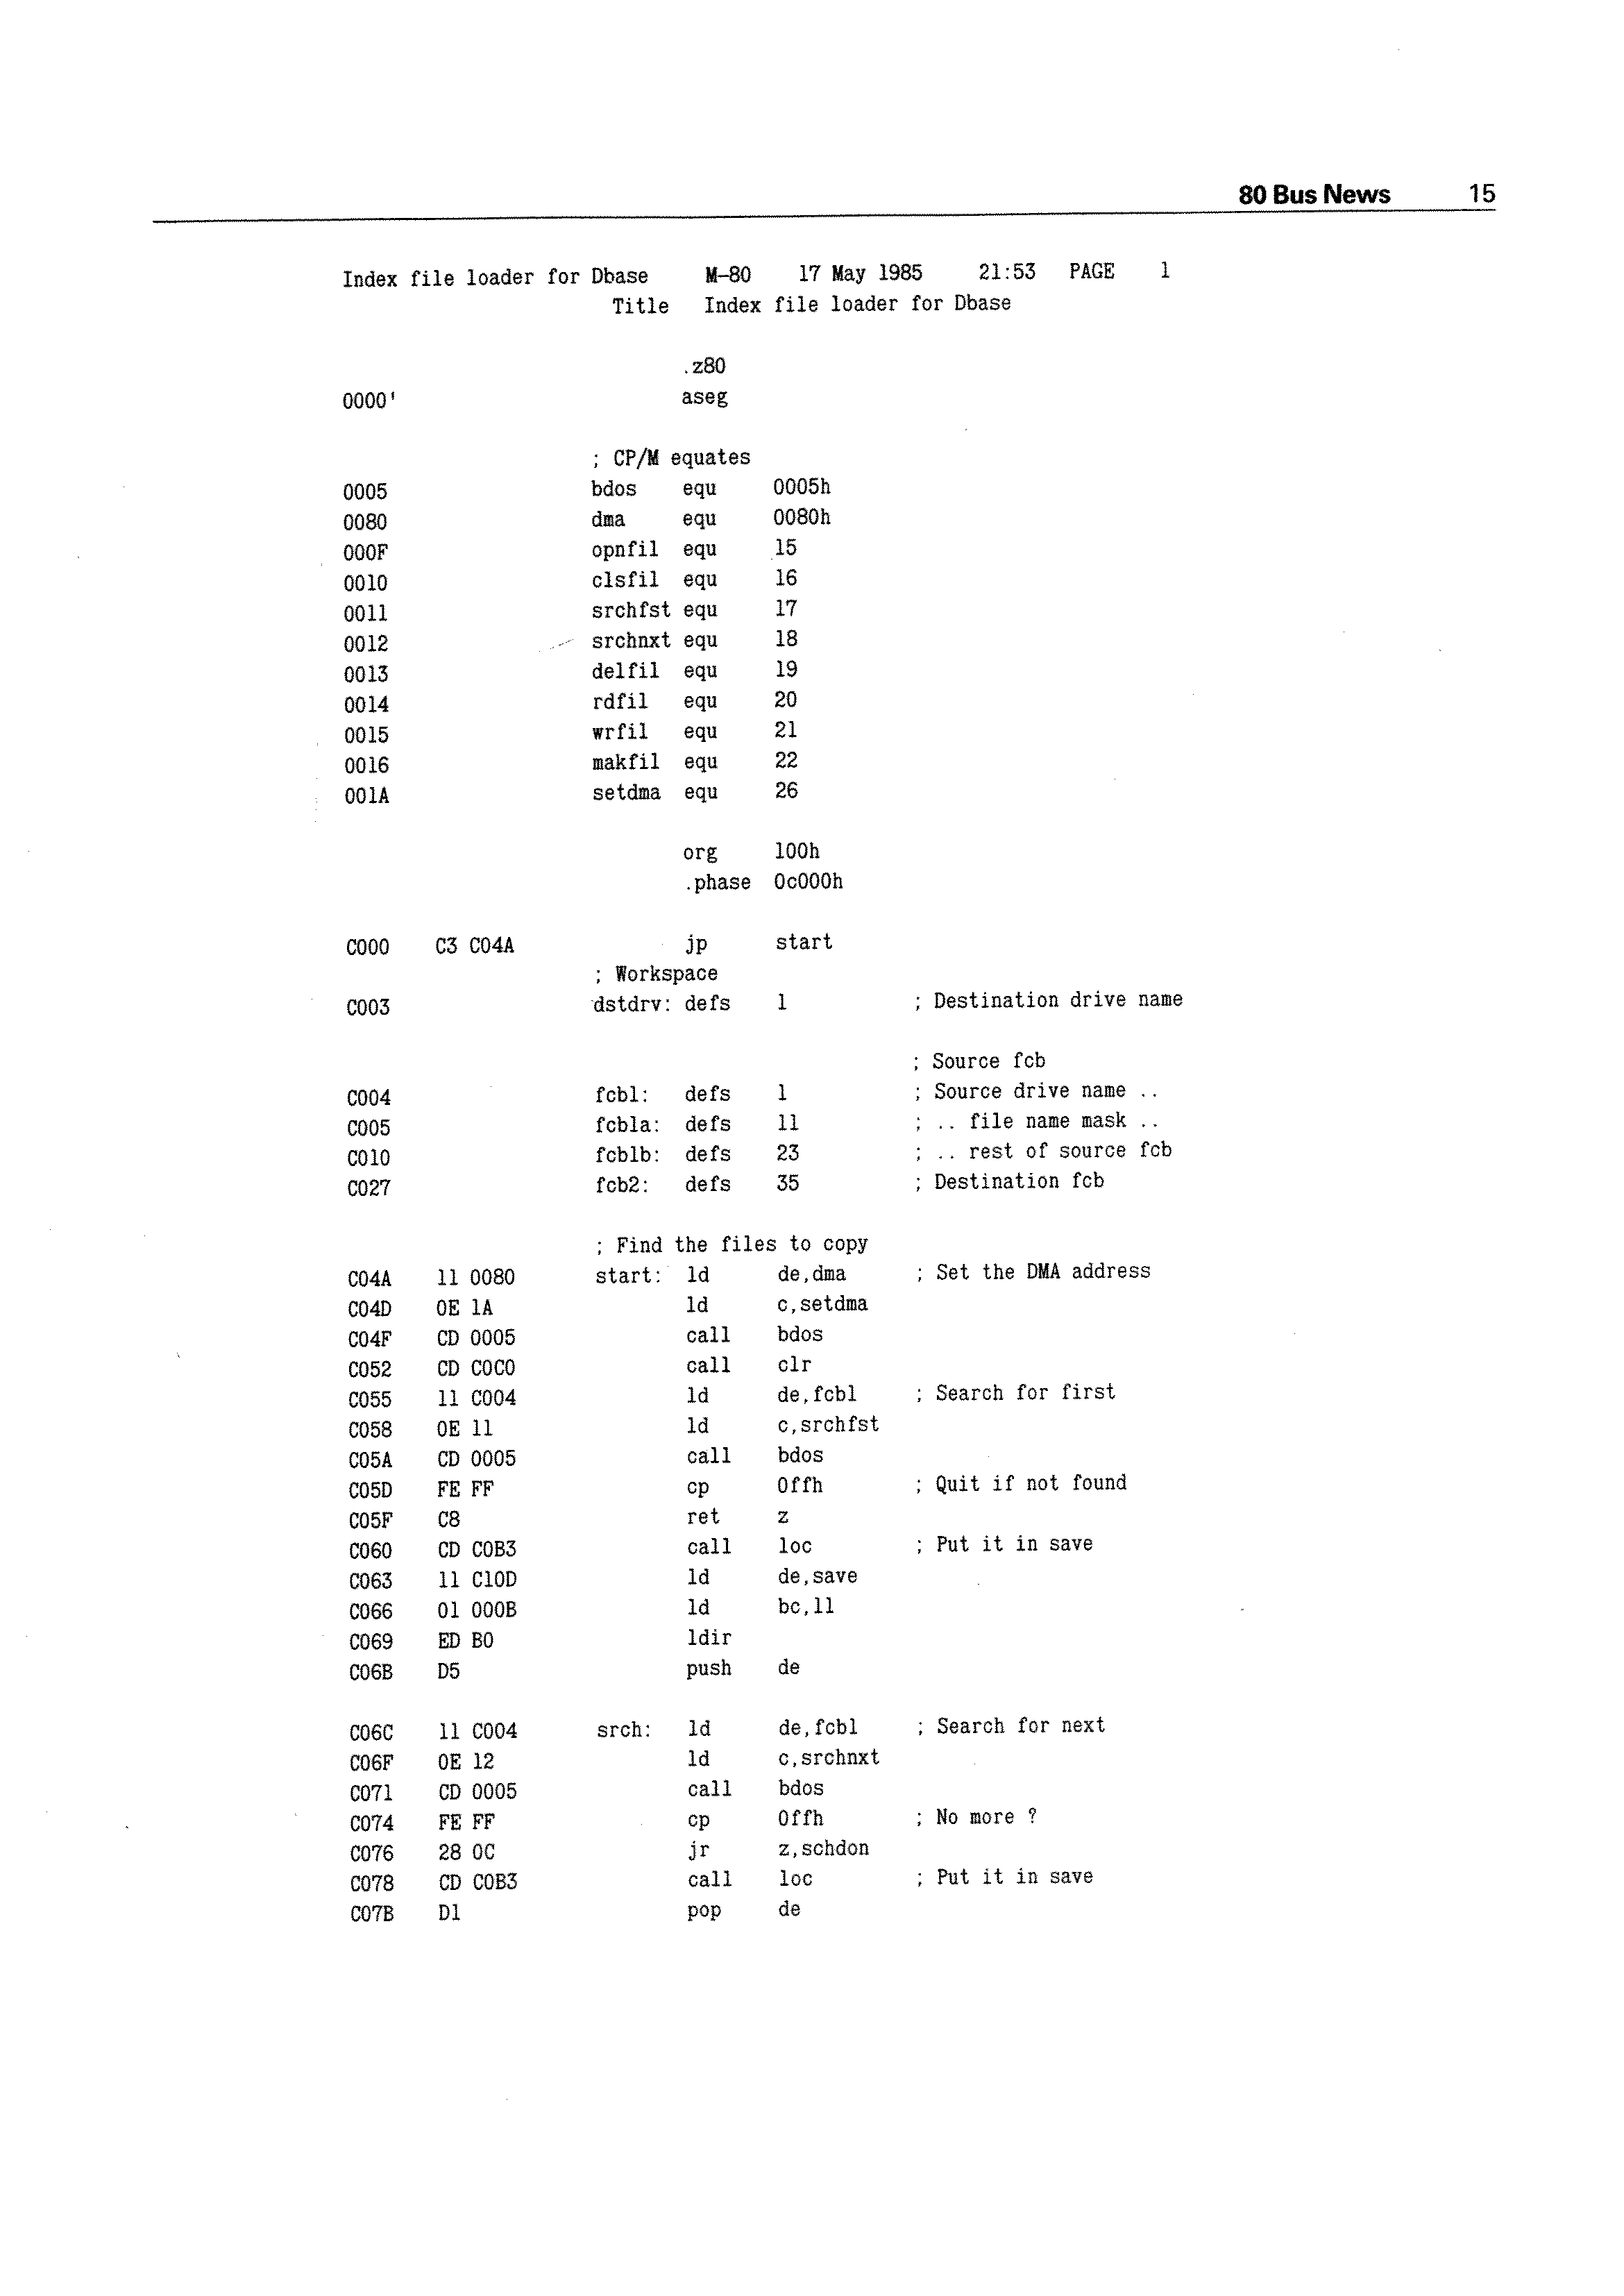 80 Bus News 15
Index file loader for Dbase M-80 17 May 1985 21:53 PAGE 1
Title Index file loader for Dbase
.z80
0000' aseg
; CP/M equates
0005 bdos equ 0005h
0080 dma equ 0080h
000F opnfil equ 15
0010 clsfil equ 16
0011 srchfst equ 17
0012 srchnxt equ 18
0013 delfil equ 19
0014 rdfil equ 20
0015 wrfil equ 21
0016 makfil equ 22
001A setdma equ 26
org 100h
.phase 0c000h
C000 C3 C04A jp start
; Workspace
C003 dstdrv: defs 1 ; Destination drive name
; Source fcb
C004 fcb1: defs 1 ; Source drive name ..
C005 fcb1a: defs 11 ; .. file name mask ..
C010 fcb1b: defs 23 ; .. rest of source fcb
C027 fcb2: defs 35 ; Destination fcb
; Find the files to copy
C04A 11 0080 start: ld de,dma ; Set the DMA address
C04D 0E 1A ld c,setdma
C04F CD 0005 call bdos
C052 CD C0C0 call clr
C055 11 C004 ld de,fcb1 ; Search for first
C058 0E 11 ld c,srchfst
C05A CD 0005 call bdos
C05D FE FF cp 0ffh ; Quit if not found
C05F C8 ret z
C060 CD C0B3 call loc ; Put it in save
C063 11 C10D ld de,save
C066 01 000B ld bc,11
C069 ED B0 ldir
C06B D5 push de
C06C 11 C004 srch: ld de,fcb1 ; Search for next
C06F 0E 12 ld c,srchnxt
C071 CD 0005 call bdos
C074 FE FF cp 0ffh ; No more ?
C076 28 0C jr z,schdon
C078 CD C0B3 call loc ; Put it in save
C07B D1 pop de